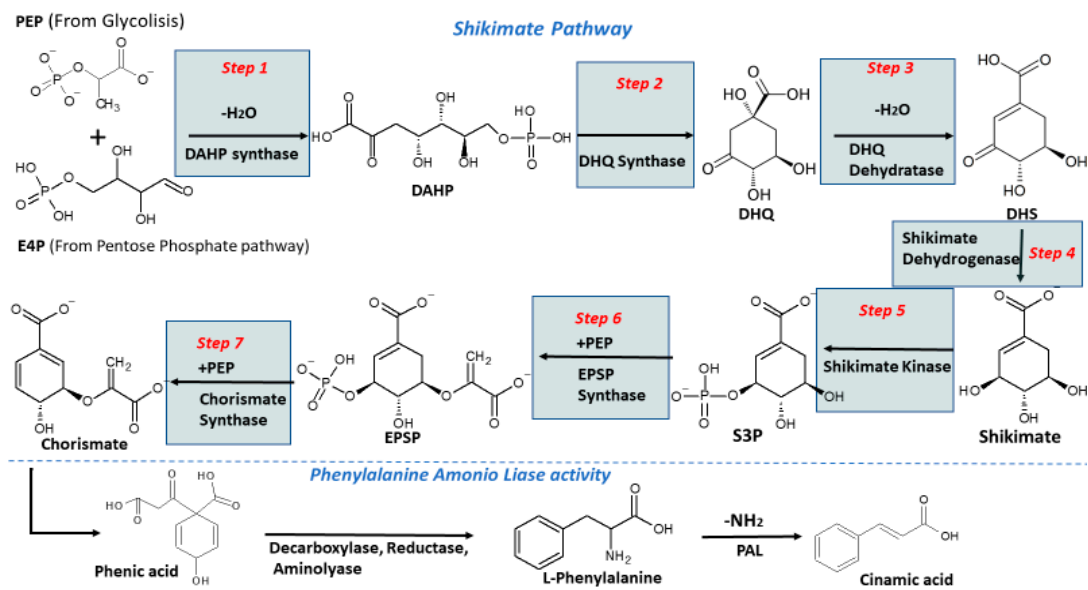 PEP (From Glycolisis)
Shikimate Pathway
Step 1
-H2O
DAHP synthase
+
E4P (From Pentose Phosphate pathway)
DAHP
Step 2
DHQ Synthase
DHQ
Step 3
-H2O
DHQ
Dehydratase
DHS
Shikimate
Dehydrogenase
Step 4
Shikimate
Step 5
Shikimate Kinase
S3P
Step 6
+PEP
EPSP
Synthase
EPSP
Step 7
+PEP
Chorismate
Synthase
Chorismate
Phenylalanine Amonio Liase activity
Phenic acid
Decarboxylase, Reductase,
Aminolyase
L-Phenylalanine
-NH2
PAL
Cinamic acid